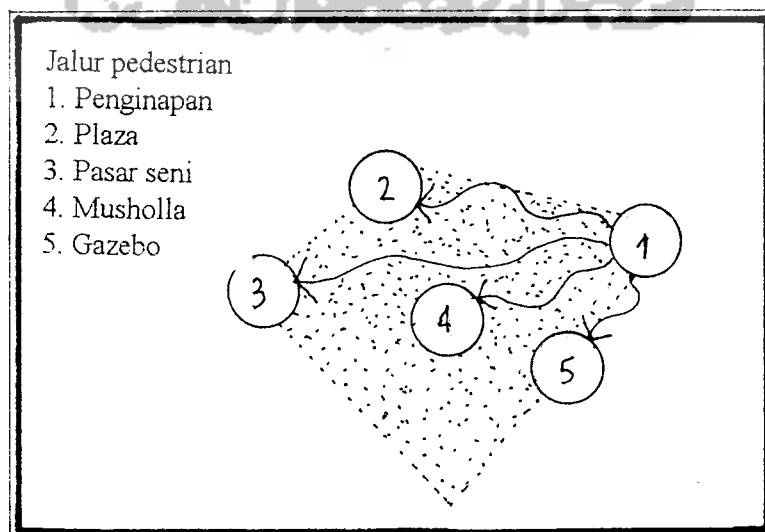 Jalur pedestrian
1. Penginapan
2. Plaza
3. Pasar seni
4. Musholla
5. Gazebo
2
1
3
4
5